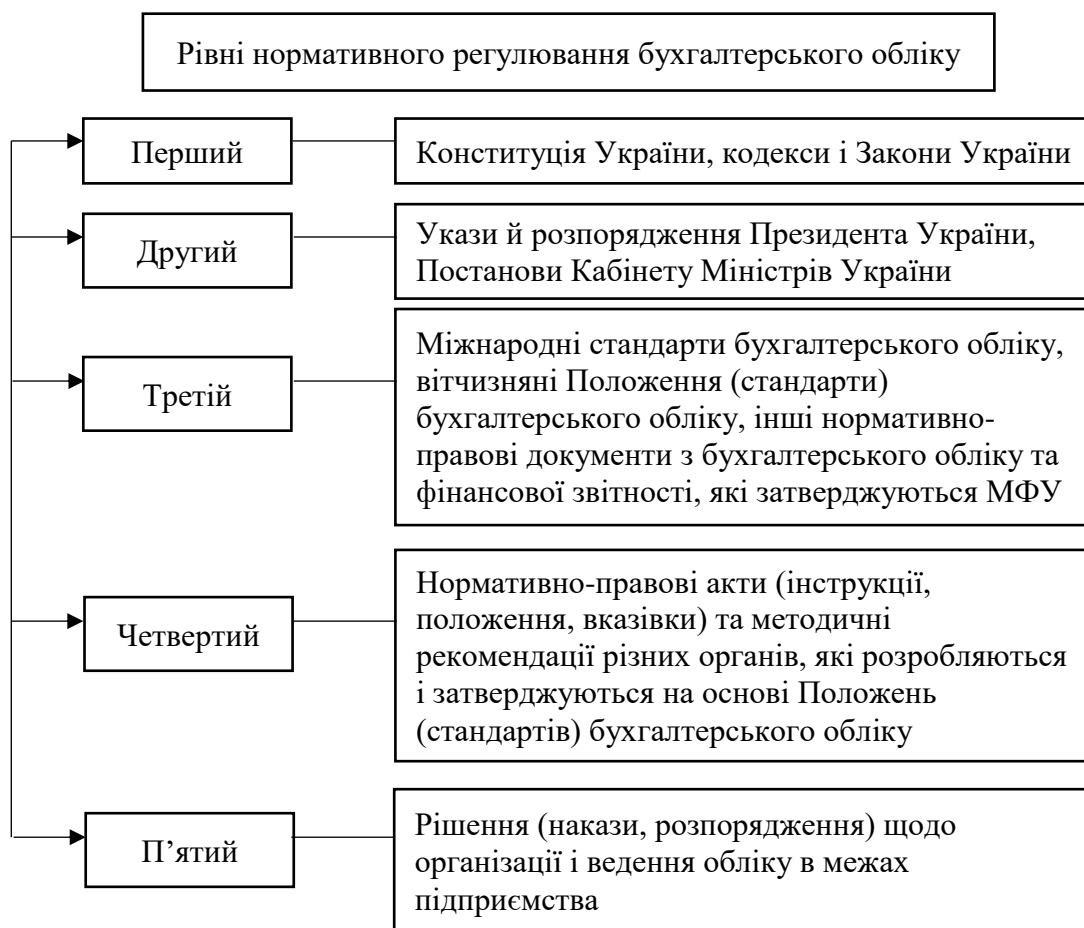 Рівні нормативного регулювання бухгалтерського обліку
Перший
Конституція України, кодекси і Закони України
Другий
Укази й розпорядження Президента України,
Постанови Кабінету Міністрів України
Третій
Міжнародні стандарти бухгалтерського обліку,
вітчизняні Положення (стандарти)
бухгалтерського обліку, інші нормативно-
правові документи з бухгалтерського обліку та
фінансової звітності, які затверджуються МФУ
Четвертий
Нормативно-правові акти (інструкції,
положення, вказівки) та методичні
рекомендації різних органів, які розробляються
і затверджуються на основі Положень
(стандартів) бухгалтерського обліку
П’ятий
Рішення (накази, розпорядження) щодо
організації і ведення обліку в межах
підприємства